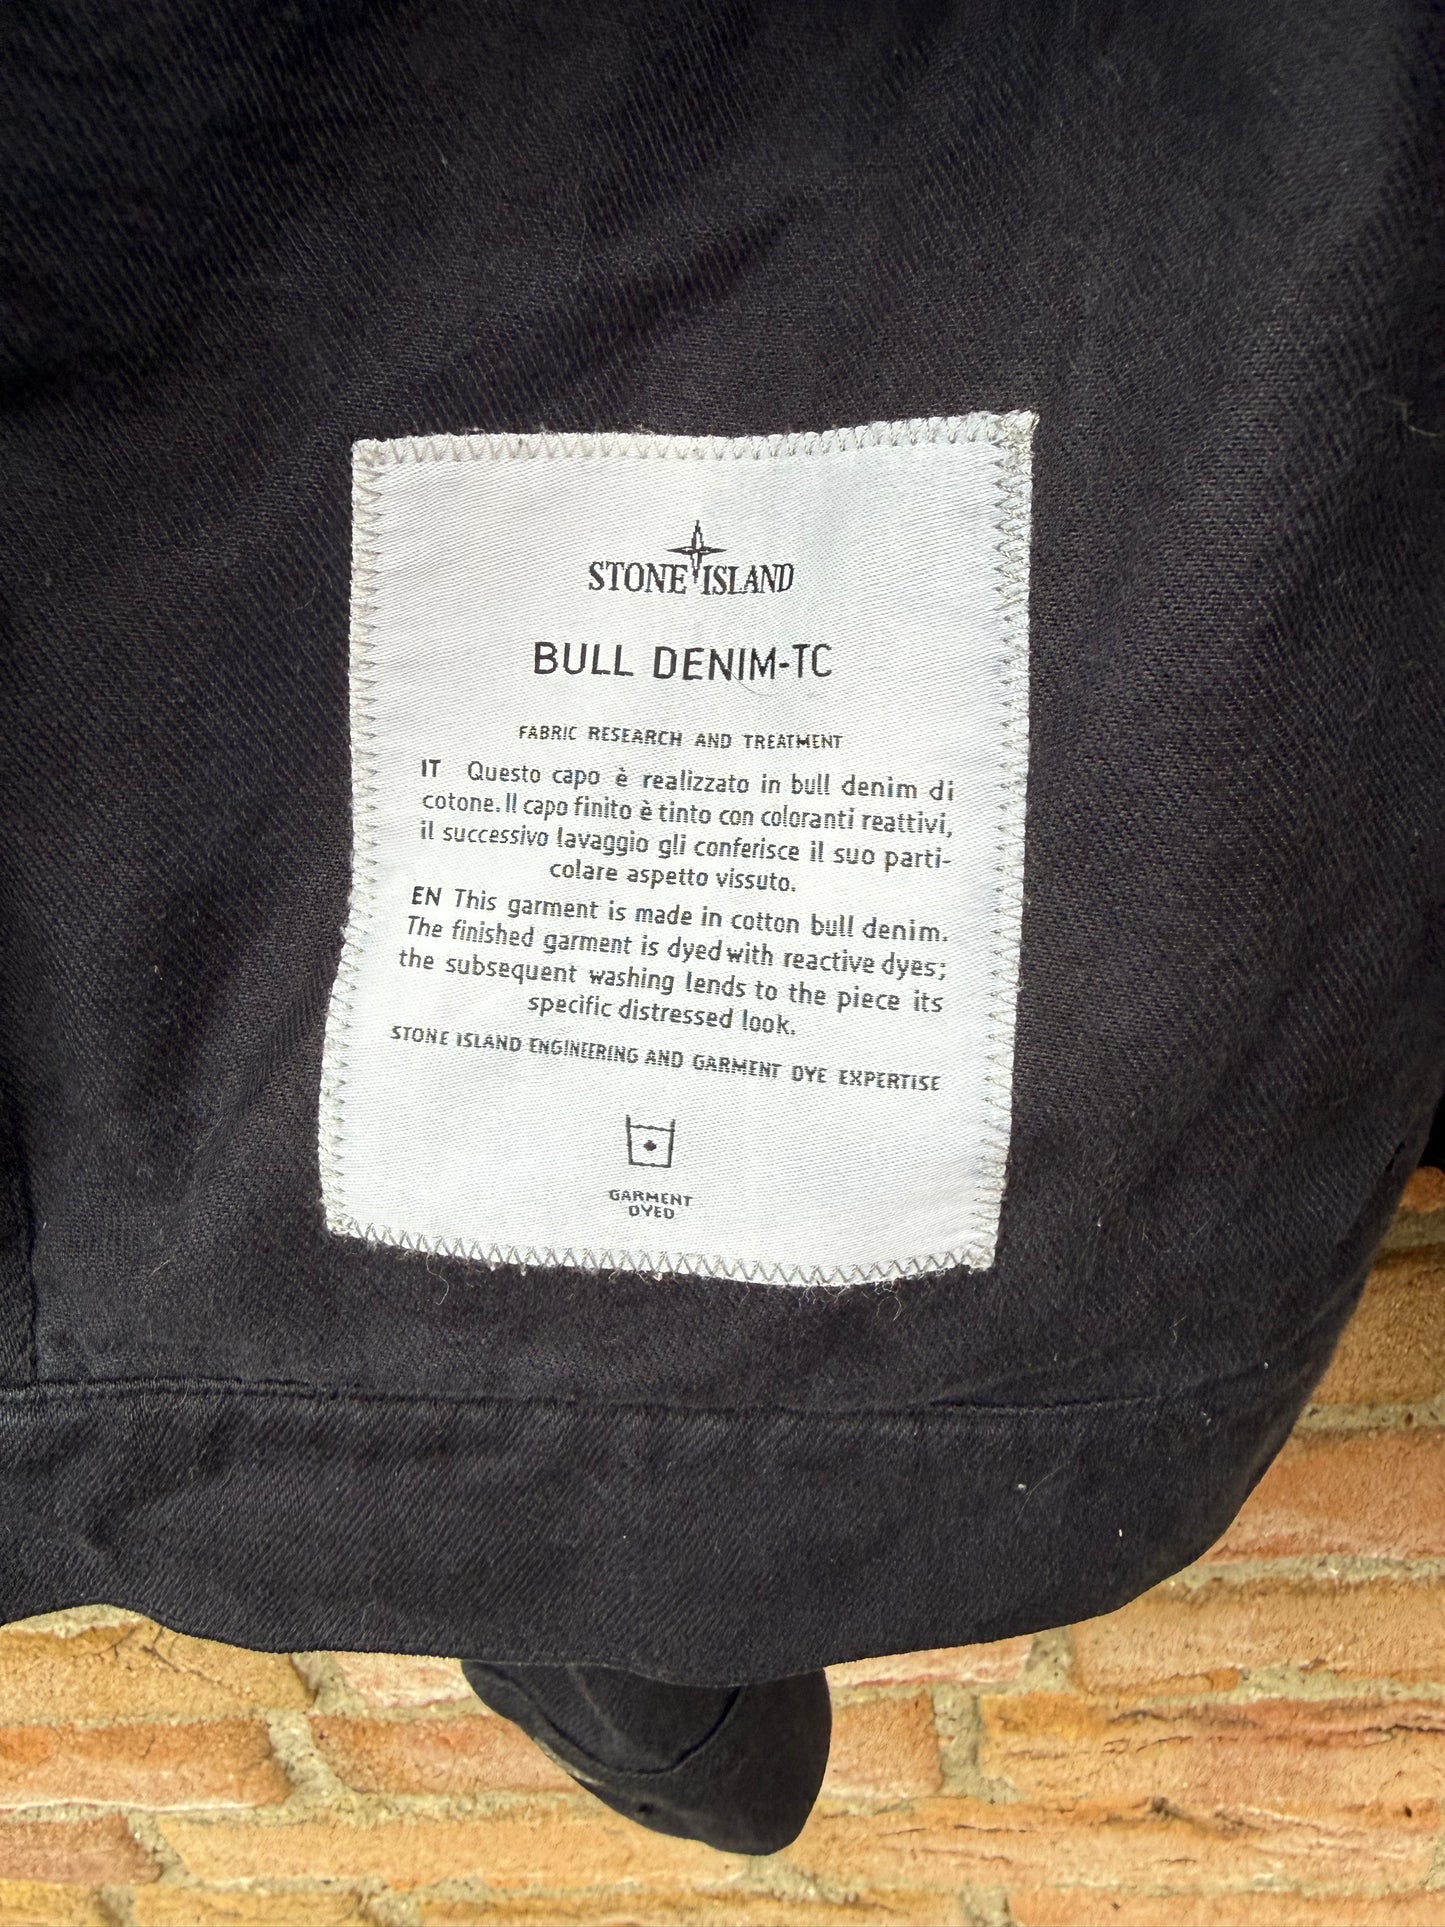 STONE ISLAND
BULL DENIM-TC
FABRIC RESEARCH AND TREATMENT
IT Questo capo è realizzato in bull denim di
cotone. Il capo finito è tinto con coloranti reattivi,
il successivo lavaggio gli conferisce il suo parti-
colare aspetto vissuto.
EN This garment is made in cotton bull denim.
The finished garment is dyed with reactive dyes;
the subsequent washing lends to the piece its
specific distressed look.
STONE ISLAND ENGINEERING AND GARMENT DYE EXPERTISE
GARMENT
DYED